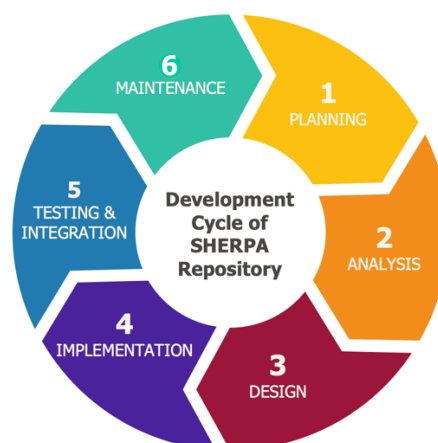 Development
Cycle of
SHERPA
Repository
1
PLANNING
2
ANALYSIS
3
DESIGN
4
IMPLEMENTATION
5
TESTING &
INTEGRATION
6
MAINTENANCE